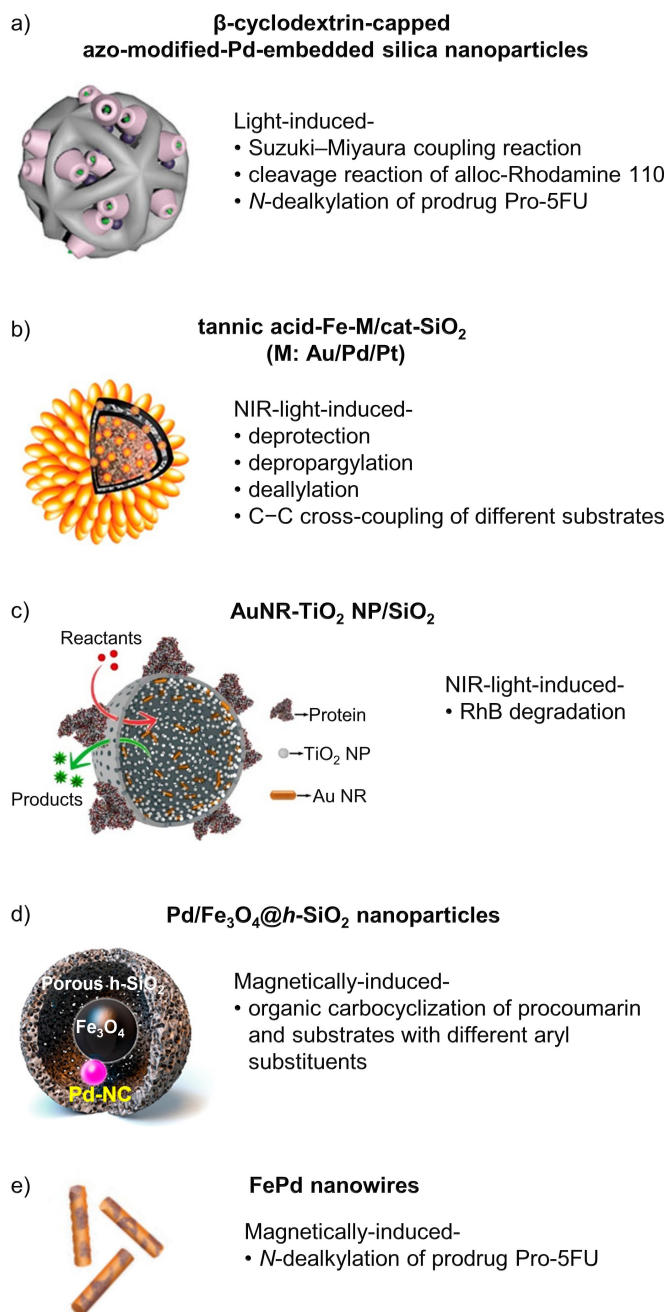 a)
β-cyclodextrin-capped
azo-modified-Pd-embedded silica nanoparticles
Light-induced-
• Suzuki–Miyaura coupling reaction
• cleavage reaction of alloc-Rhodamine 110
• N-dealkylation of prodrug Pro-5FU
b)
tannic acid-Fe-M/cat-SiO₂
(M: Au/Pd/Pt)
NIR-light-induced-
• deprotection
• depropargylation
• deallylation
• C−C cross-coupling of different substrates
c)
AuNR-TiO₂ NP/SiO₂
Reactants
Products
Protein
TiO₂ NP
Au NR
NIR-light-induced-
• RhB degradation
d)
Pd/Fe₃O₄@h-SiO₂ nanoparticles
Porous h-SiO₂
Fe₃O₄
Pd-NC
Magnetically-induced-
• organic carbocyclization of procoumarin
and substrates with different aryl
substituents
e)
FePd nanowires
Magnetically-induced-
• N-dealkylation of prodrug Pro-5FU